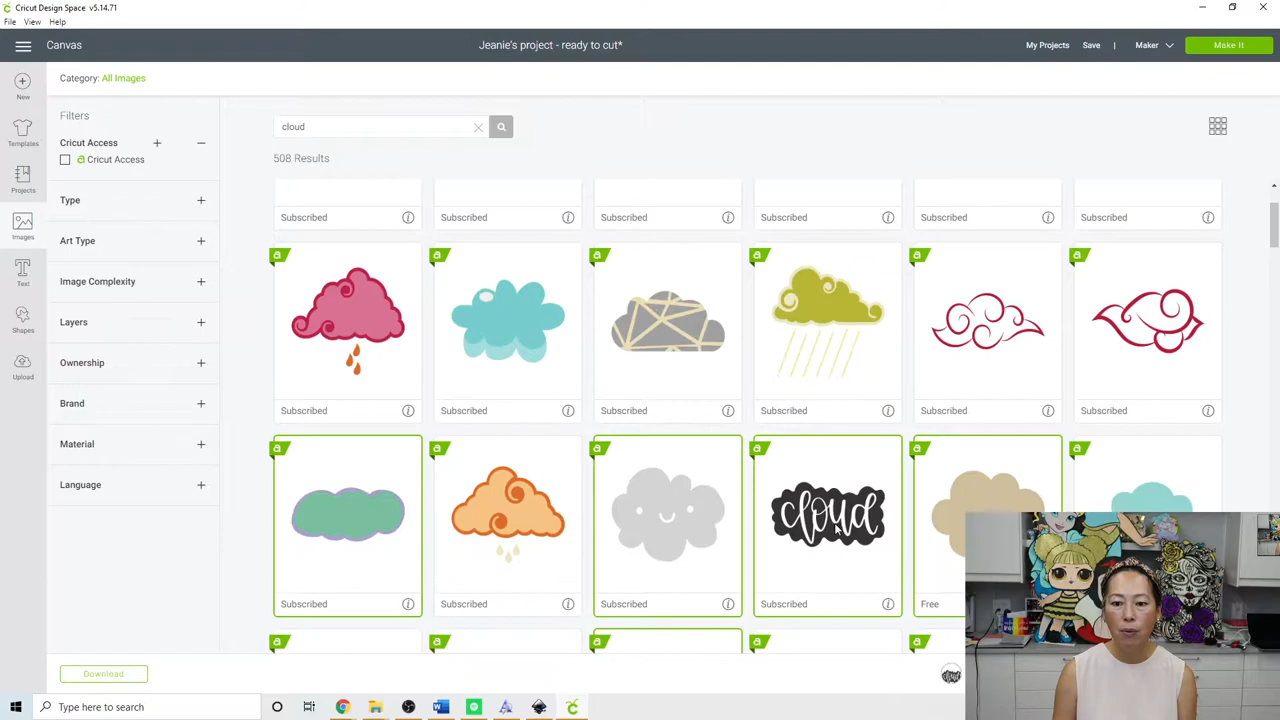 Cricut Design Space v5.14.71
File View Help
Canvas
Jeanie's project - ready to cut*
My Projects Save | Maker Make It
New
Templates
Projects
Images
Text
Shapes
Upload
Category: All Images
Filters
Cricut Access
a Cricut Access
Type
Art Type
Image Complexity
Layers
Ownership
Brand
Material
Language
Download
cloud
508 Results
Subscribed Subscribed Subscribed Subscribed Subscribed Subscribed
a a a a a a
Subscribed Subscribed Subscribed Subscribed Subscribed Subscribed
a a a a a
cloud
Subscribed Subscribed Subscribed Subscribed Free
a a a a a
cloud
Type here to search